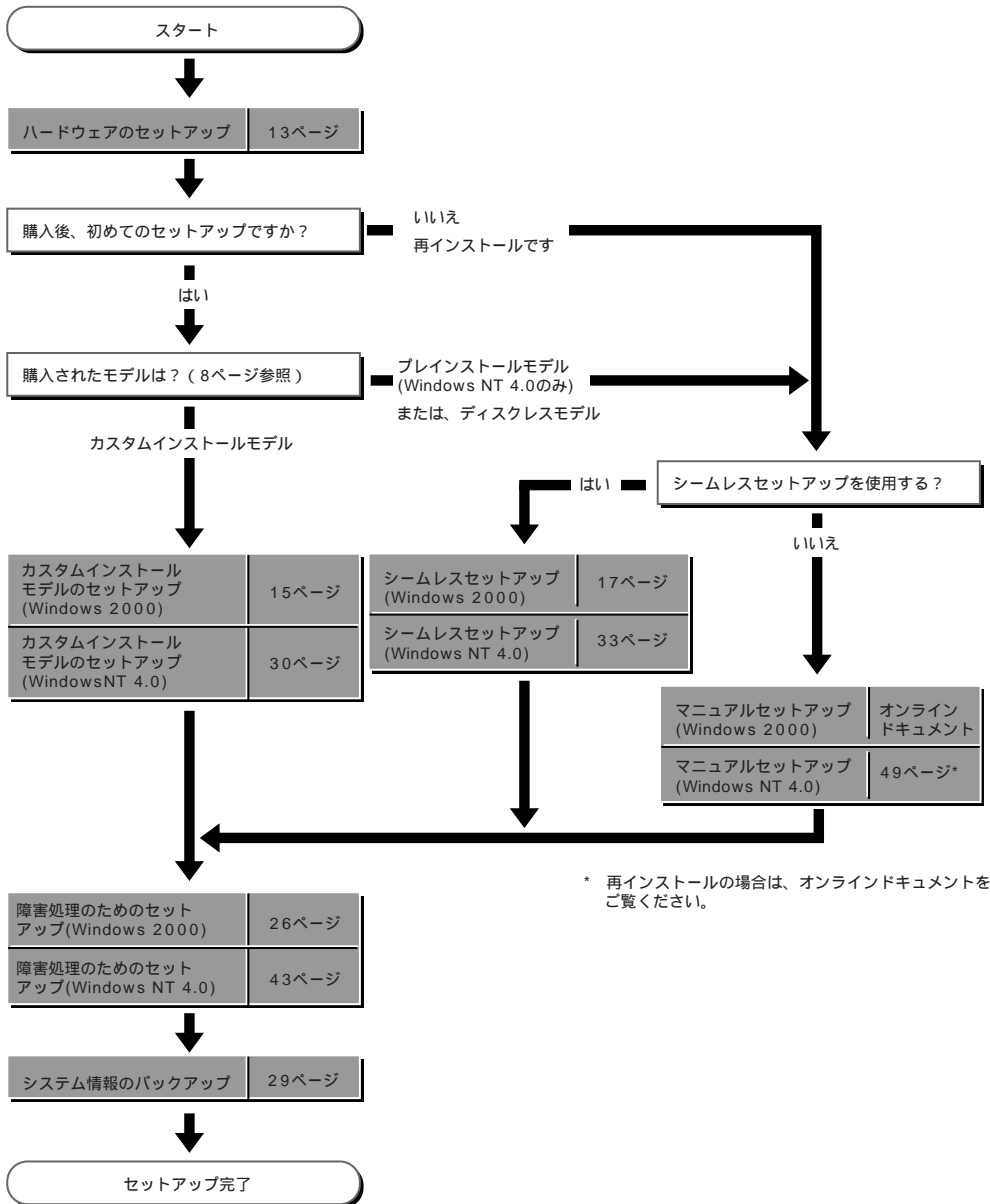 スタート
ハードウェアのセットアップ 13ページ
購入後、初めてのセットアップですか？
いいえ
再インストールです
はい
購入されたモデルは？（8ページ参照）
プレインストールモデル
(Windows NT 4.0のみ)
または、ディスクレスモデル
カスタムインストールモデル
シームレスセットアップを使用する？
はい
いいえ
カスタムインストール
モデルのセットアップ
(Windows 2000)
15ページ
カスタムインストール
モデルのセットアップ
(WindowsNT 4.0)
30ページ
シームレスセットアップ
(Windows 2000)
17ページ
シームレスセットアップ
(Windows NT 4.0)
33ページ
マニュアルセットアップ
(Windows 2000)
オンライン
ドキュメント
マニュアルセットアップ
(Windows NT 4.0)
49ページ*
* 再インストールの場合は、オンラインドキュメントを
ご覧ください。
障害処理のためのセット
アップ(Windows 2000)
26ページ
障害処理のためのセット
アップ(Windows NT 4.0)
43ページ
システム情報のバックアップ 29ページ
セットアップ完了